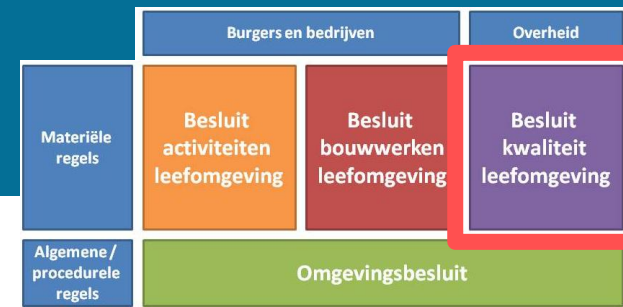 Burgers en bedrijven
Overheid
Materiële
regels
Besluit
activiteiten
leefomgeving
Besluit
bouwwerken
leefomgeving
Besluit
kwaliteit
leefomgeving
Algemene /
procedurele
regels
Omgevingsbesluit